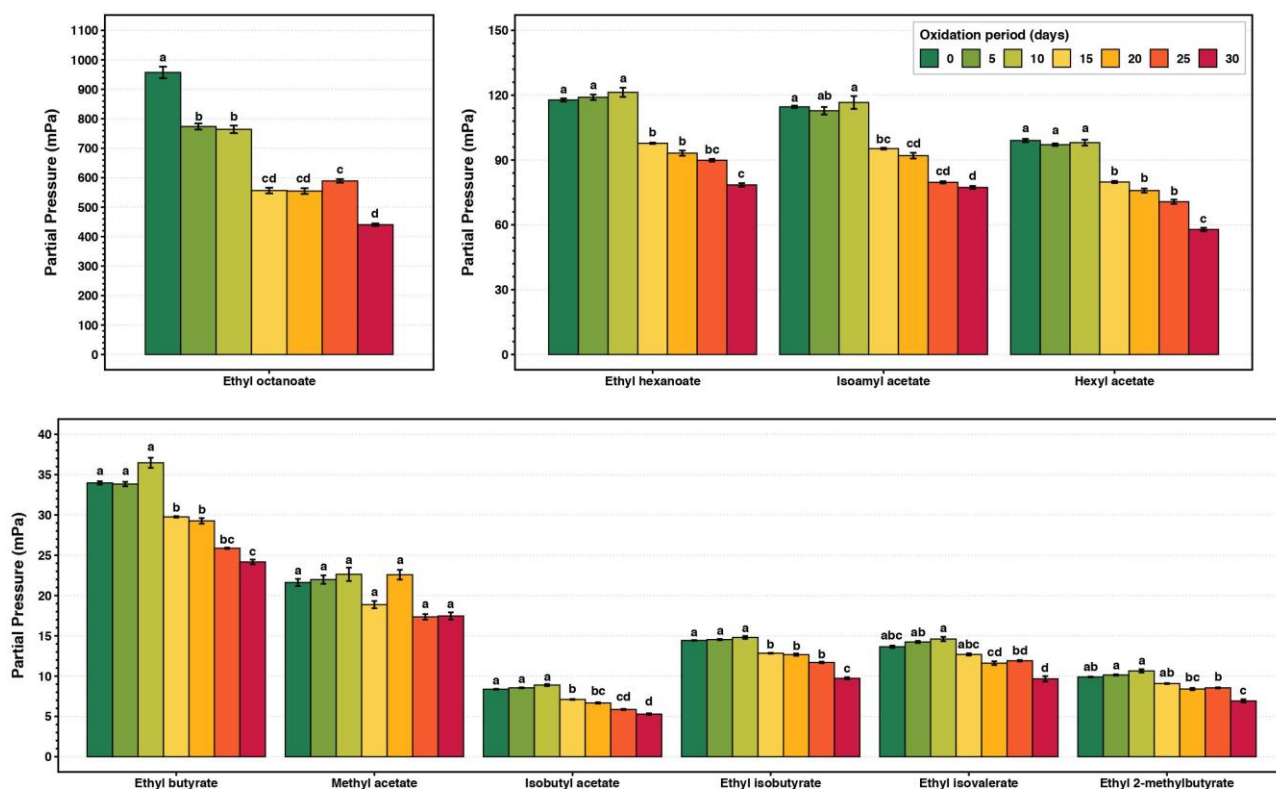 Partial Pressure (mPa)
1100
1000
900
800
700
600
500
400
300
200
100
0
a
b
b
cd
cd
c
d
Ethyl octanoate
Partial Pressure (mPa)
150
120
90
60
30
0
Oxidation period (days)
0 5 10 15 20 25 30
a a a b b bc c
a ab a bc cd cd d
a a a b b b c
Ethyl hexanoate Isoamyl acetate Hexyl acetate
Partial Pressure (mPa)
40
35
30
25
20
15
10
5
0
a a a b b bc c
a a a a a a a
a a a b bc cd d
a a a b b b c
abc ab a abc cd bd d
ab a a ab bc b c
Ethyl butyrate Methyl acetate Isobutyl acetate Ethyl isobutyrate Ethyl isovalerate Ethyl 2-methylbutyrate